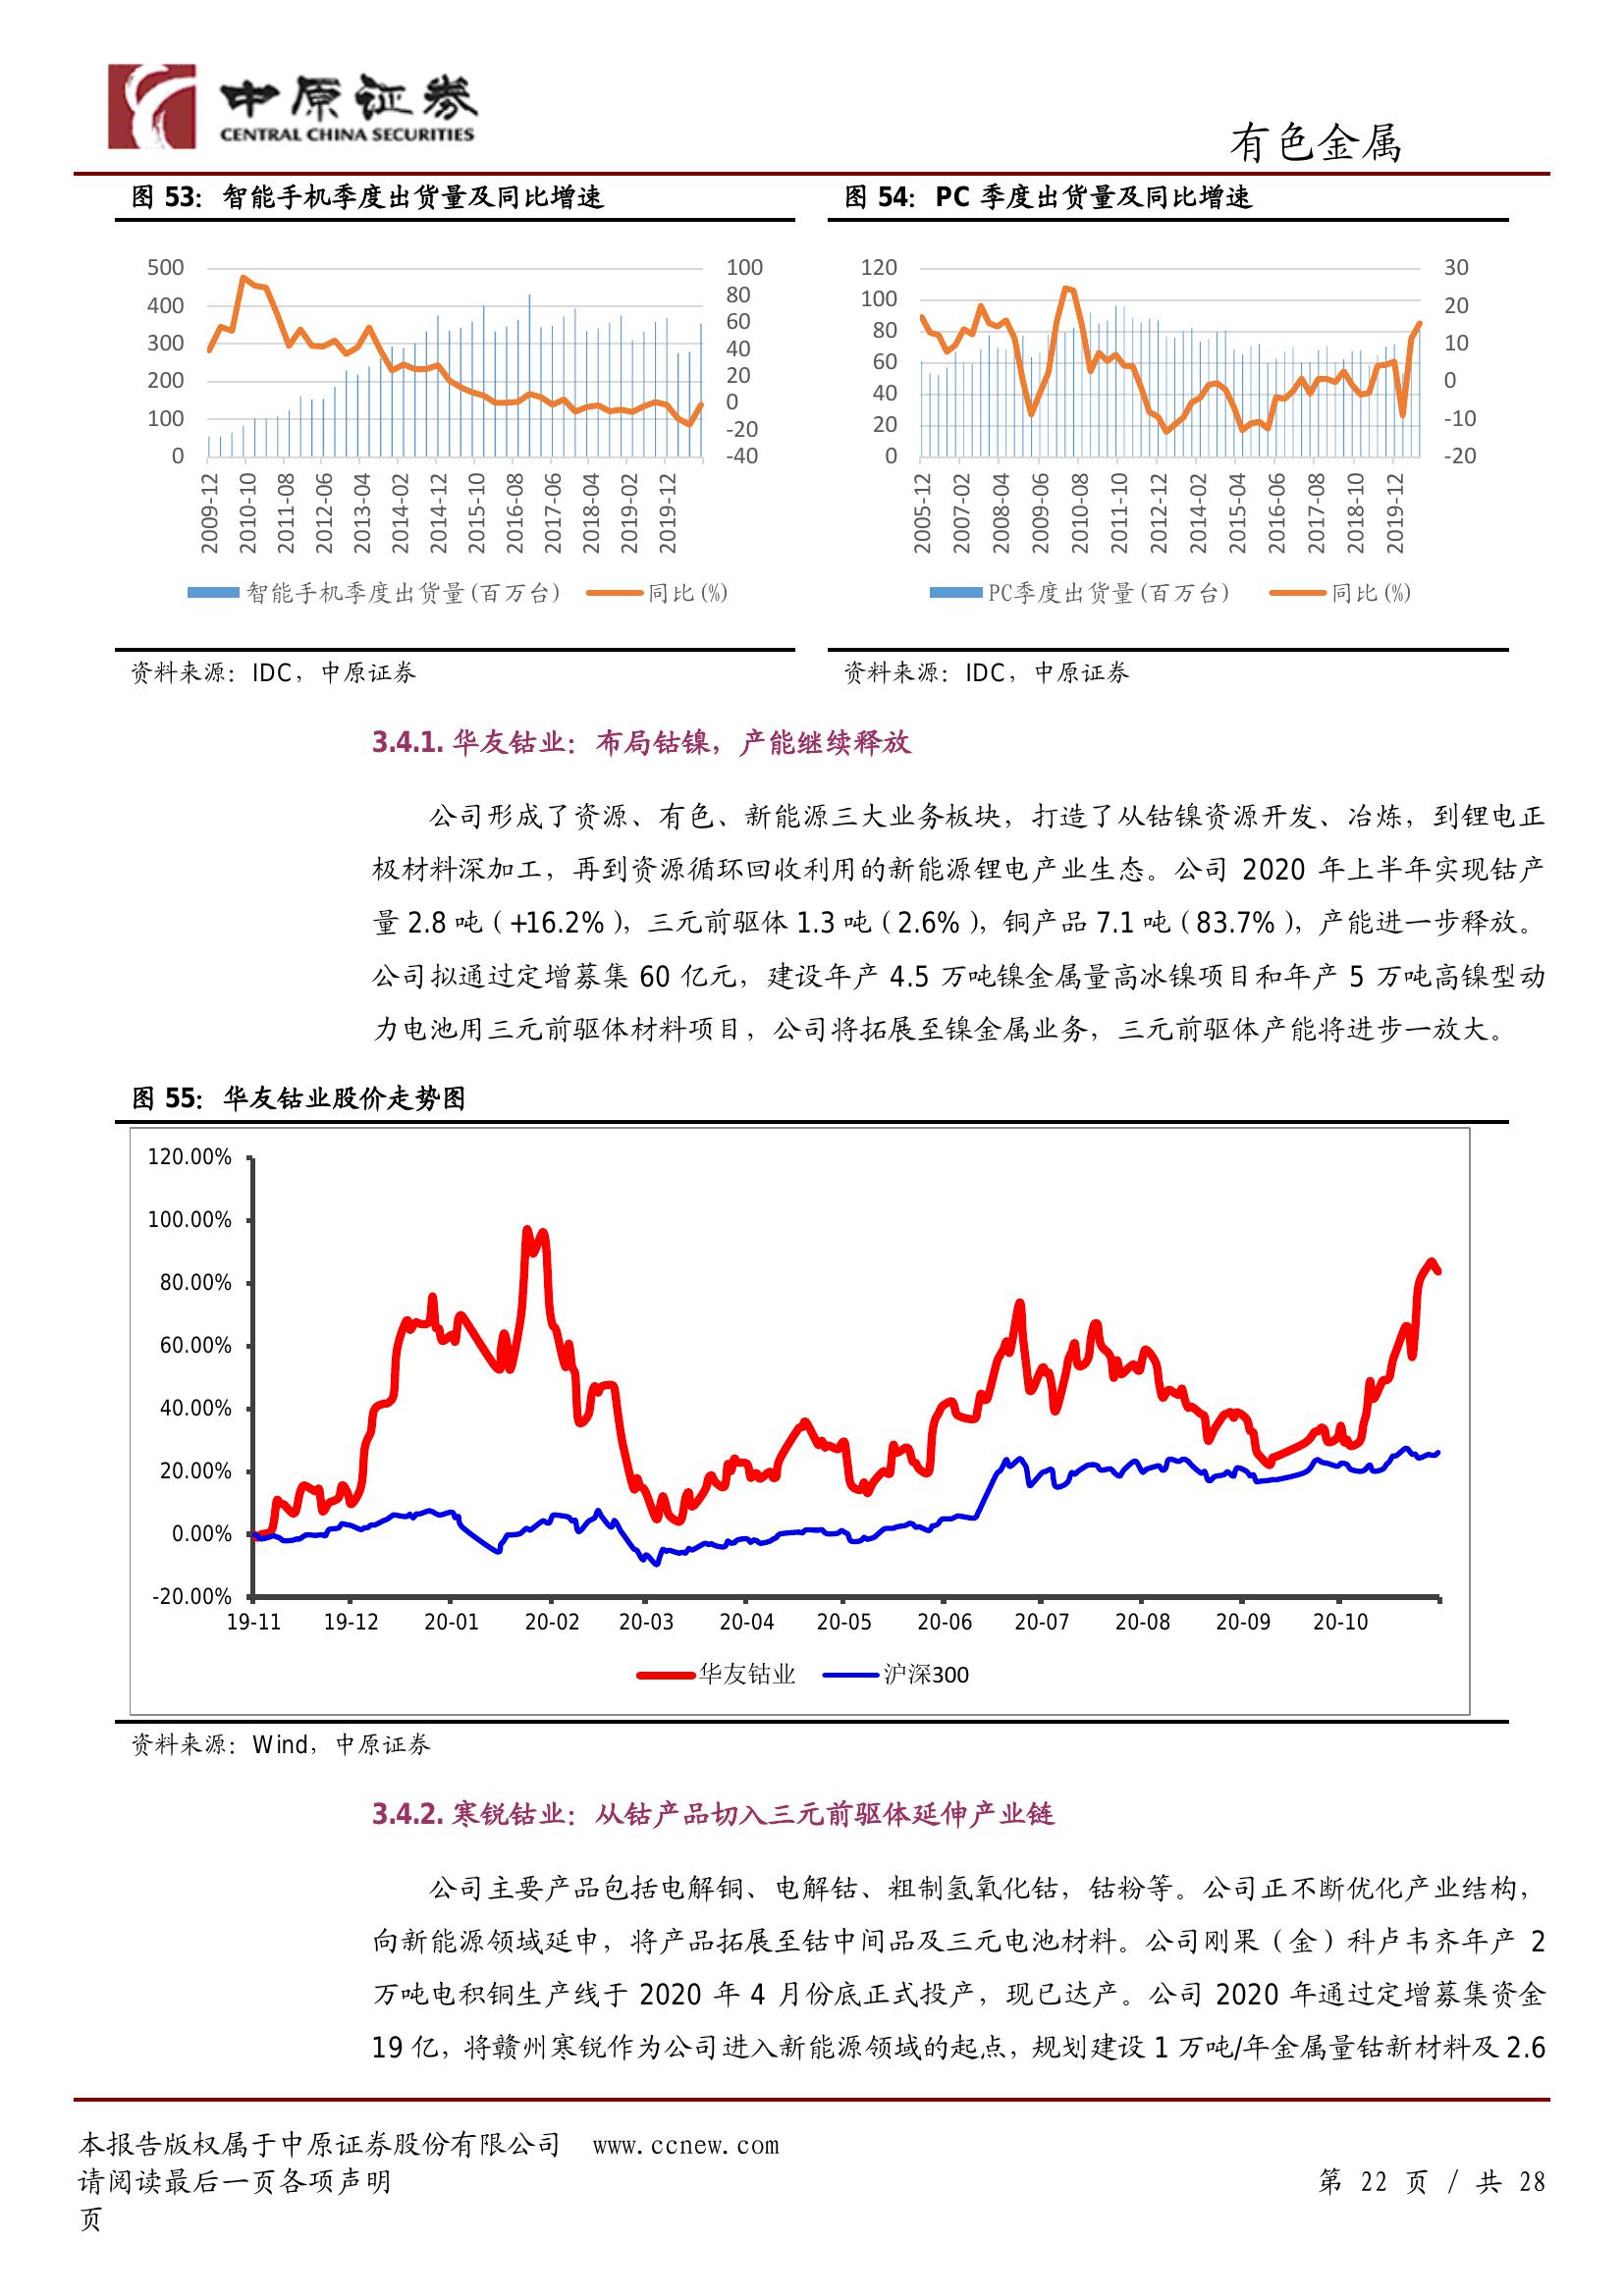 中原证券
CENTRAL CHINA SECURITIES
有色金属
图 53：智能手机季度出货量及同比增速
500
400
300
200
100
0
100
80
60
40
20
0
-20
-40
2009-12
2010-10
2011-08
2012-06
2013-04
2014-02
2014-12
2015-10
2016-08
2017-06
2018-04
2019-02
2019-12
智能手机季度出货量(百万台) 同比(%)
资料来源：IDC，中原证券
图 54：PC 季度出货量及同比增速
120
100
80
60
40
20
0
30
20
10
0
-10
-20
2005-12
2007-02
2008-04
2009-06
2010-08
2011-10
2012-12
2014-02
2015-04
2016-06
2017-08
2018-10
2019-12
PC季度出货量(百万台) 同比(%)
资料来源：IDC，中原证券
3.4.1. 华友钴业：布局钴镍，产能继续释放
公司形成了资源、有色、新能源三大业务板块，打造了从钴镍资源开发、冶炼，到锂电正
极材料深加工，再到资源循环回收利用的新能源锂电产业生态。公司 2020 年上半年实现钴产
量 2.8 吨（+16.2%），三元前驱体 1.3 吨（2.6%），铜产品 7.1 吨（83.7%），产能进一步释放。
公司拟通过定增募集 60 亿元，建设年产 4.5 万吨镍金属量高冰镍项目和年产 5 万吨高镍型动
力电池用三元前驱体材料项目，公司将拓展至镍金属业务，三元前驱体产能将进步一放大。
图 55：华友钴业股价走势图
120.00%
100.00%
80.00%
60.00%
40.00%
20.00%
0.00%
-20.00%
19-11 19-12 20-01 20-02 20-03 20-04 20-05 20-06 20-07 20-08 20-09 20-10
华友钴业 沪深300
资料来源：Wind，中原证券
3.4.2. 寒锐钴业：从钴产品切入三元前驱体延伸产业链
公司主要产品包括电解铜、电解钴、粗制氢氧化钴，钴粉等。公司正不断优化产业结构，
向新能源领域延申，将产品拓展至钴中间品及三元电池材料。公司刚果（金）科卢韦齐年产 2
万吨电积铜生产线于 2020 年 4 月份底正式投产，现已达产。公司 2020 年通过定增募集资金
19 亿，将赣州寒锐作为公司进入新能源领域的起点，规划建设 1 万吨/年金属量钴新材料及 2.6
本报告版权属于中原证券股份有限公司 www.ccnew.com
请阅读最后一页各项声明 第 22 页 / 共 28
页